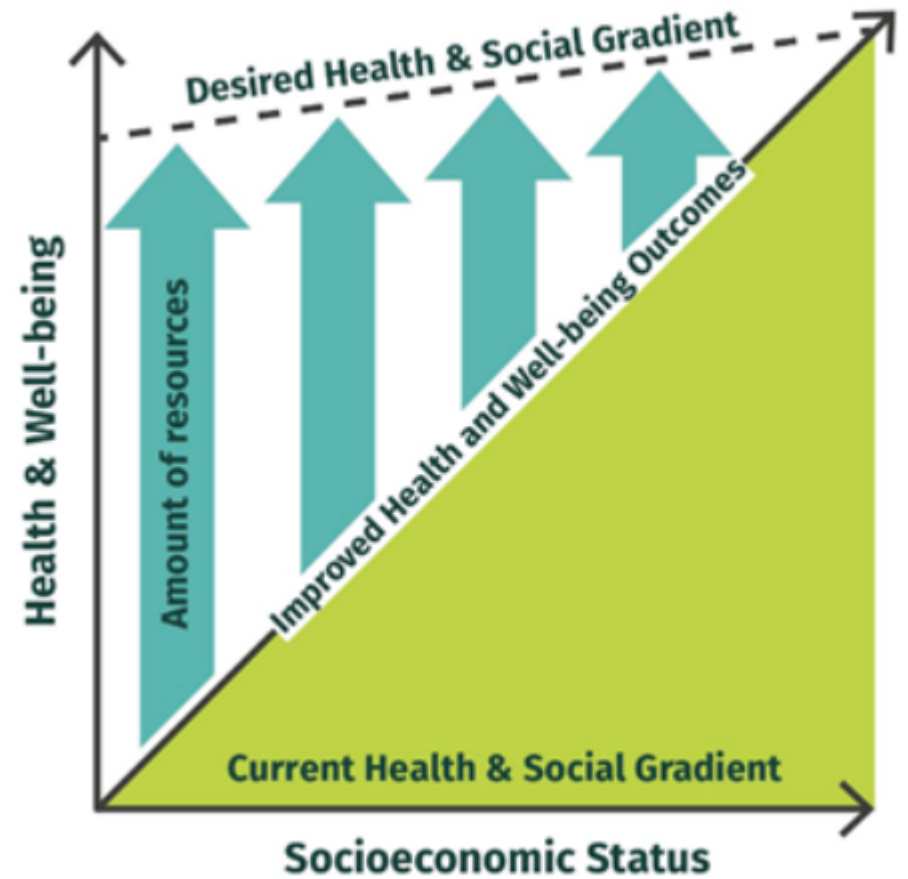 Desired Health & Social Gradient
Health & Well-being
Amount of resources
Improved Health and Well-being Outcomes
Current Health & Social Gradient
Socioeconomic Status